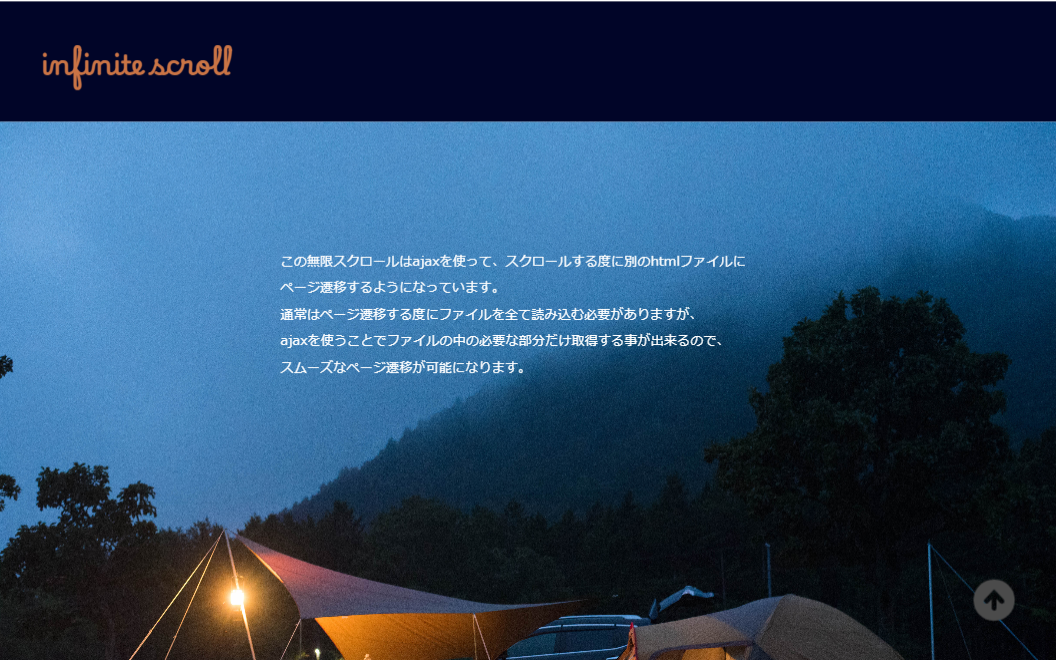 infinite scroll
この無限スクロールはajaxを使って、スクロールする度に別のhtmlファイルに
ページ遷移するようになっています。
通常はページ遷移する度にファイルを全て読み込む必要がありますが、
ajaxを使うことでファイルの中の必要な部分だけ取得する事が出来るので、
スムーズなページ遷移が可能になります。